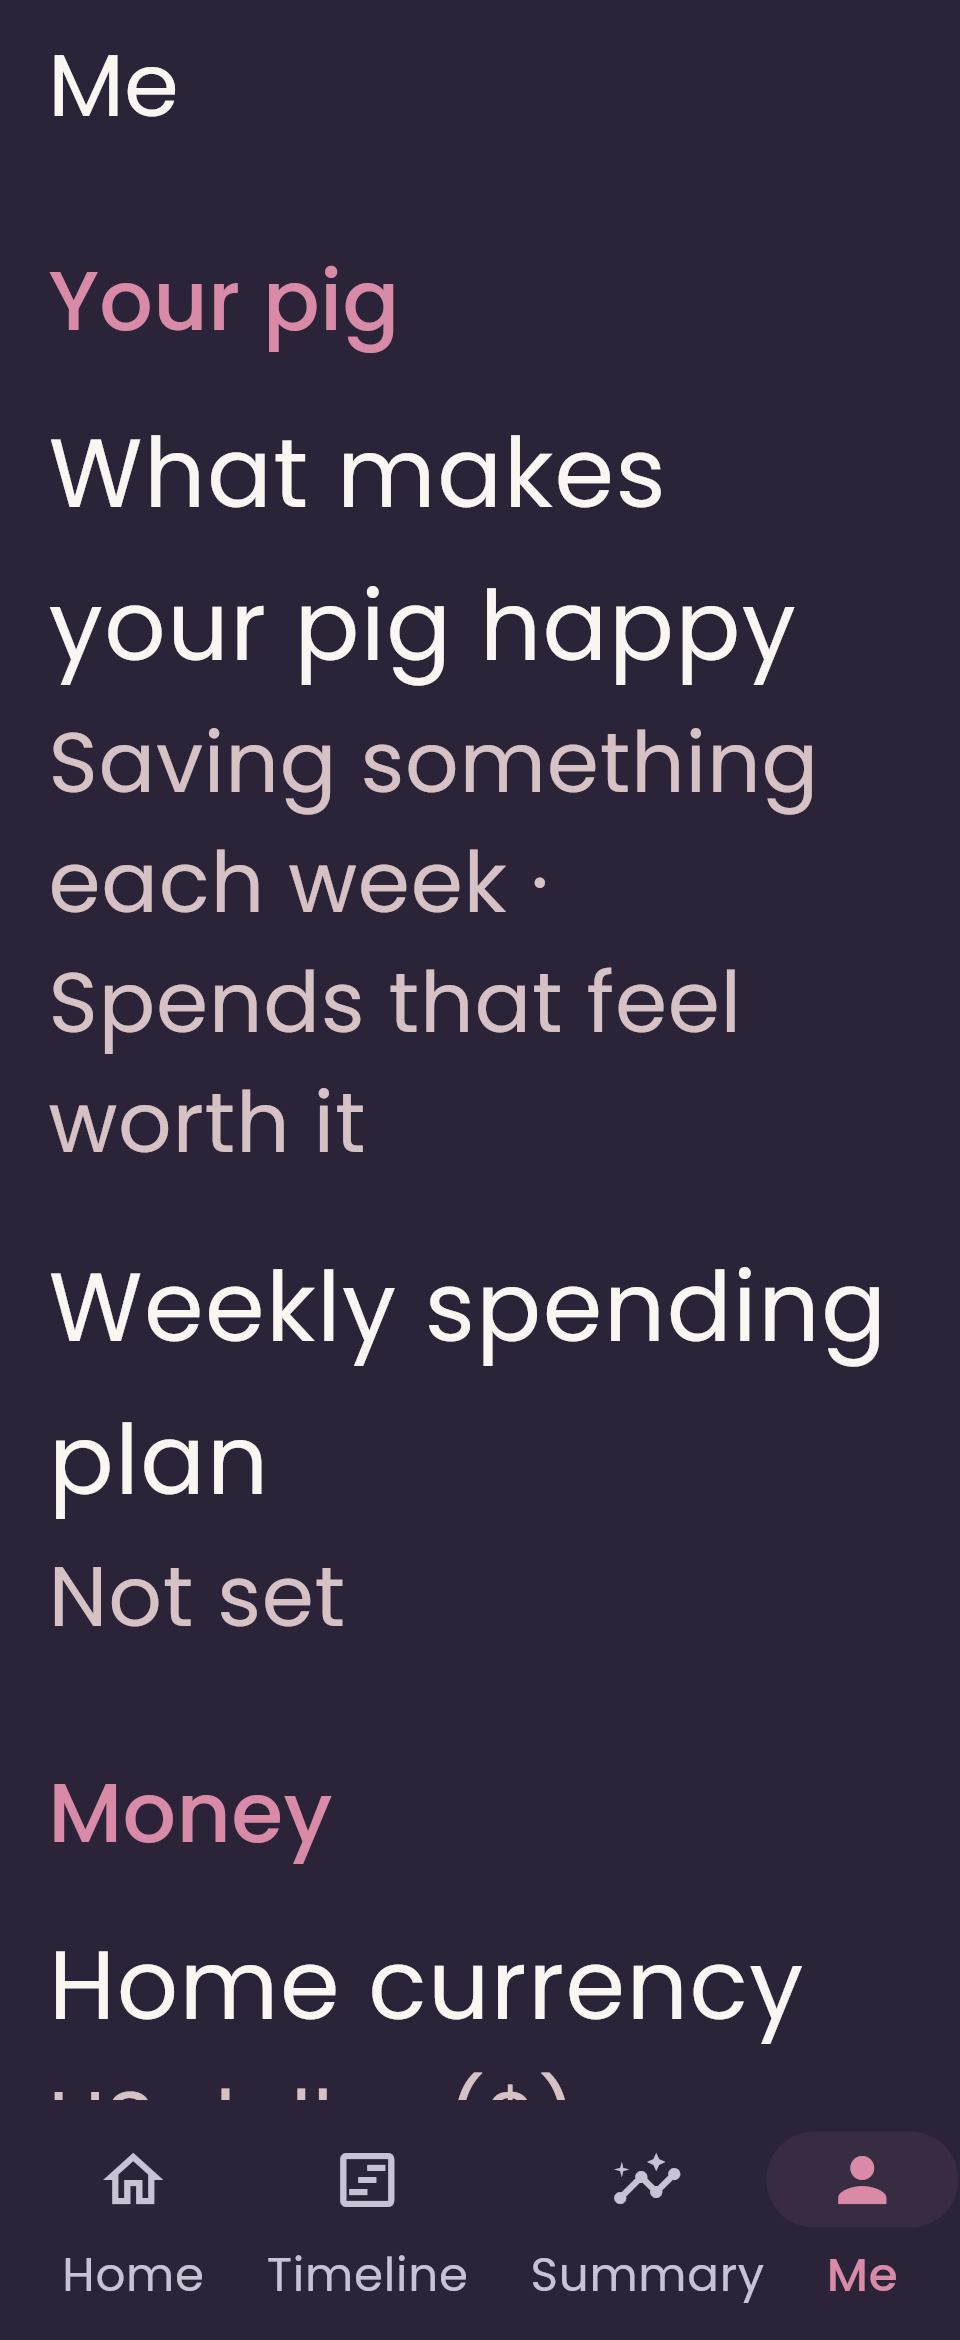 Me
Your pig
What makes
your pig happy
Saving something
each week ·
Spends that feel
worth it
Weekly spending
plan
Not set
Money
Home currency
Home
Timeline
Summary
Me